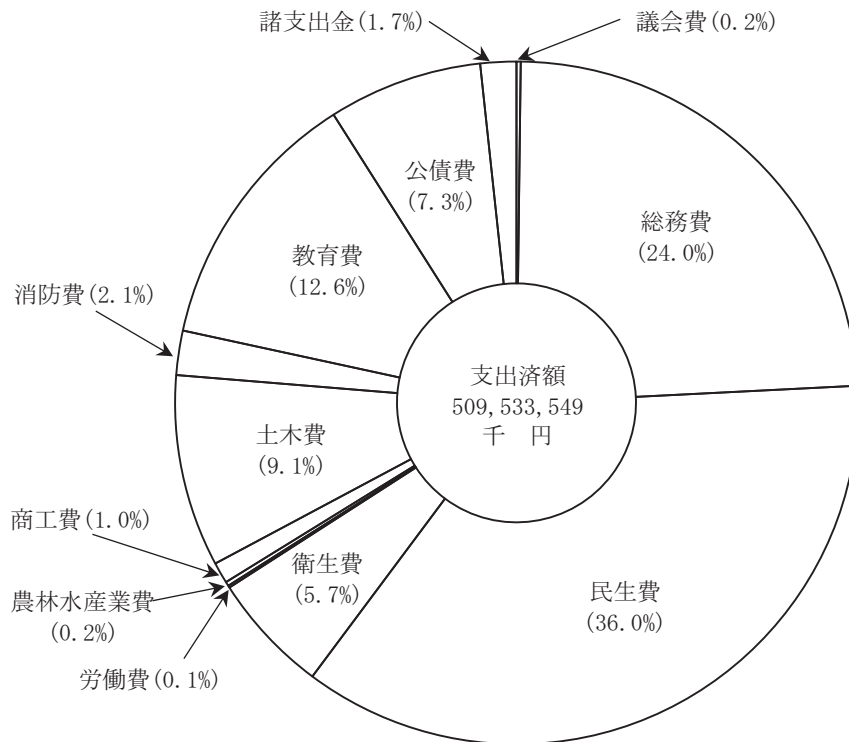 諸支出金(1.7%)
議会費(0.2%)
公債費
(7.3%)
総務費
(24.0%)
教育費
(12.6%)
消防費(2.1%)
支出済額
509,533,549
千　円
土木費
(9.1%)
商工費(1.0%)
衛生費
(5.7%)
民生費
(36.0%)
農林水産業費
(0.2%)
労働費(0.1%)